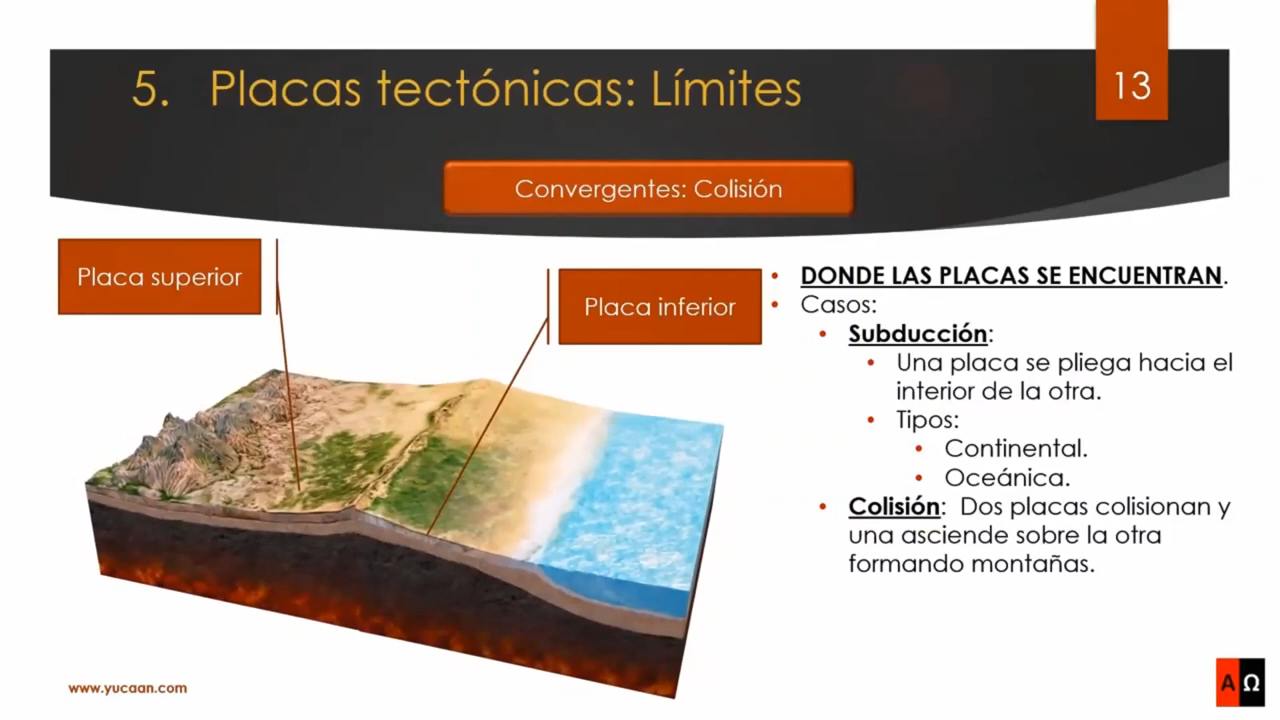 5. Placas tectónicas: Límites
13
Convergentes: Colisión
Placa superior
Placa inferior
• DONDE LAS PLACAS SE ENCUENTRAN.
• Casos:
• Subducción:
• Una placa se pliega hacia el
interior de la otra.
• Tipos:
• Continental.
• Oceánica.
• Colisión: Dos placas colisionan y
una asciende sobre la otra
formando montañas.
www.yucaan.com
AΩ